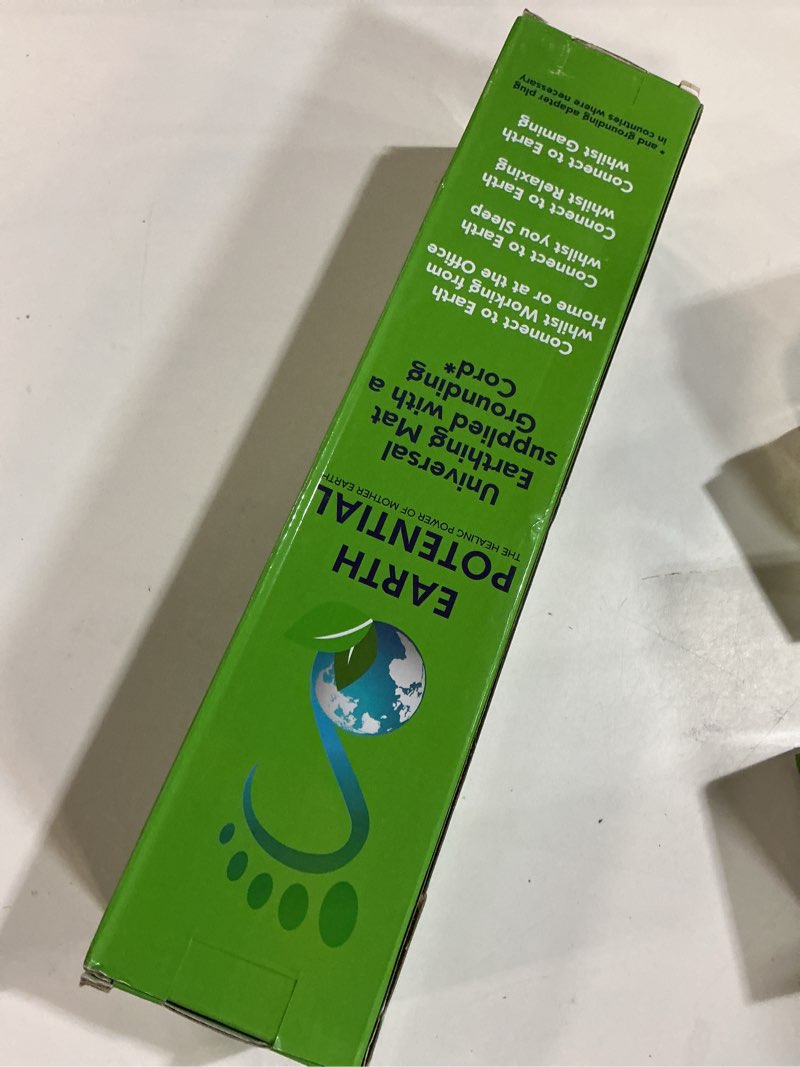 EARTH
POTENTIAL
THE HEALING POWER OF MOTHER EARTH
Universal
Earthing Mat
supplied with a
Grounding
Cord*
Connect to Earth
whilst Working from
Home or at the Office
Connect to Earth
whilst you Sleep
Connect to Earth
whilst Relaxing
Connect to Earth
whilst Gaming
* and grounding adapter plug
in countries where necessary